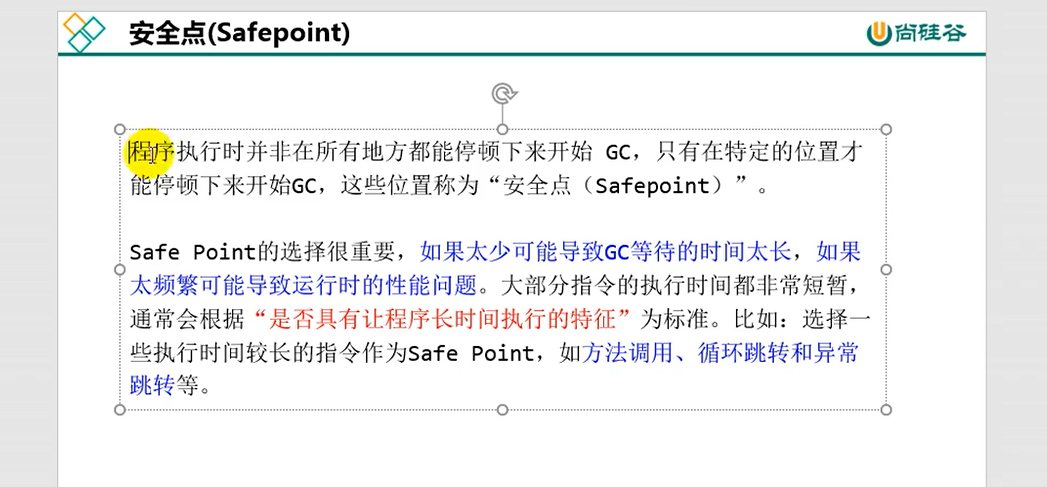 安全点(Safepoint)
尚硅谷
程序执行时并非在所有地方都能停顿下来开始 GC，只有在特定的位置才
能停顿下来开始GC，这些位置称为“安全点（Safepoint）”。
Safe Point的选择很重要，如果太少可能导致GC等待的时间太长，如果
太频繁可能导致运行时的性能问题。大部分指令的执行时间都非常短暂，
通常会根据“是否具有让程序长时间执行的特征”为标准。比如：选择一
些执行时间较长的指令作为Safe Point，如方法调用、循环跳转和异常
跳转等。